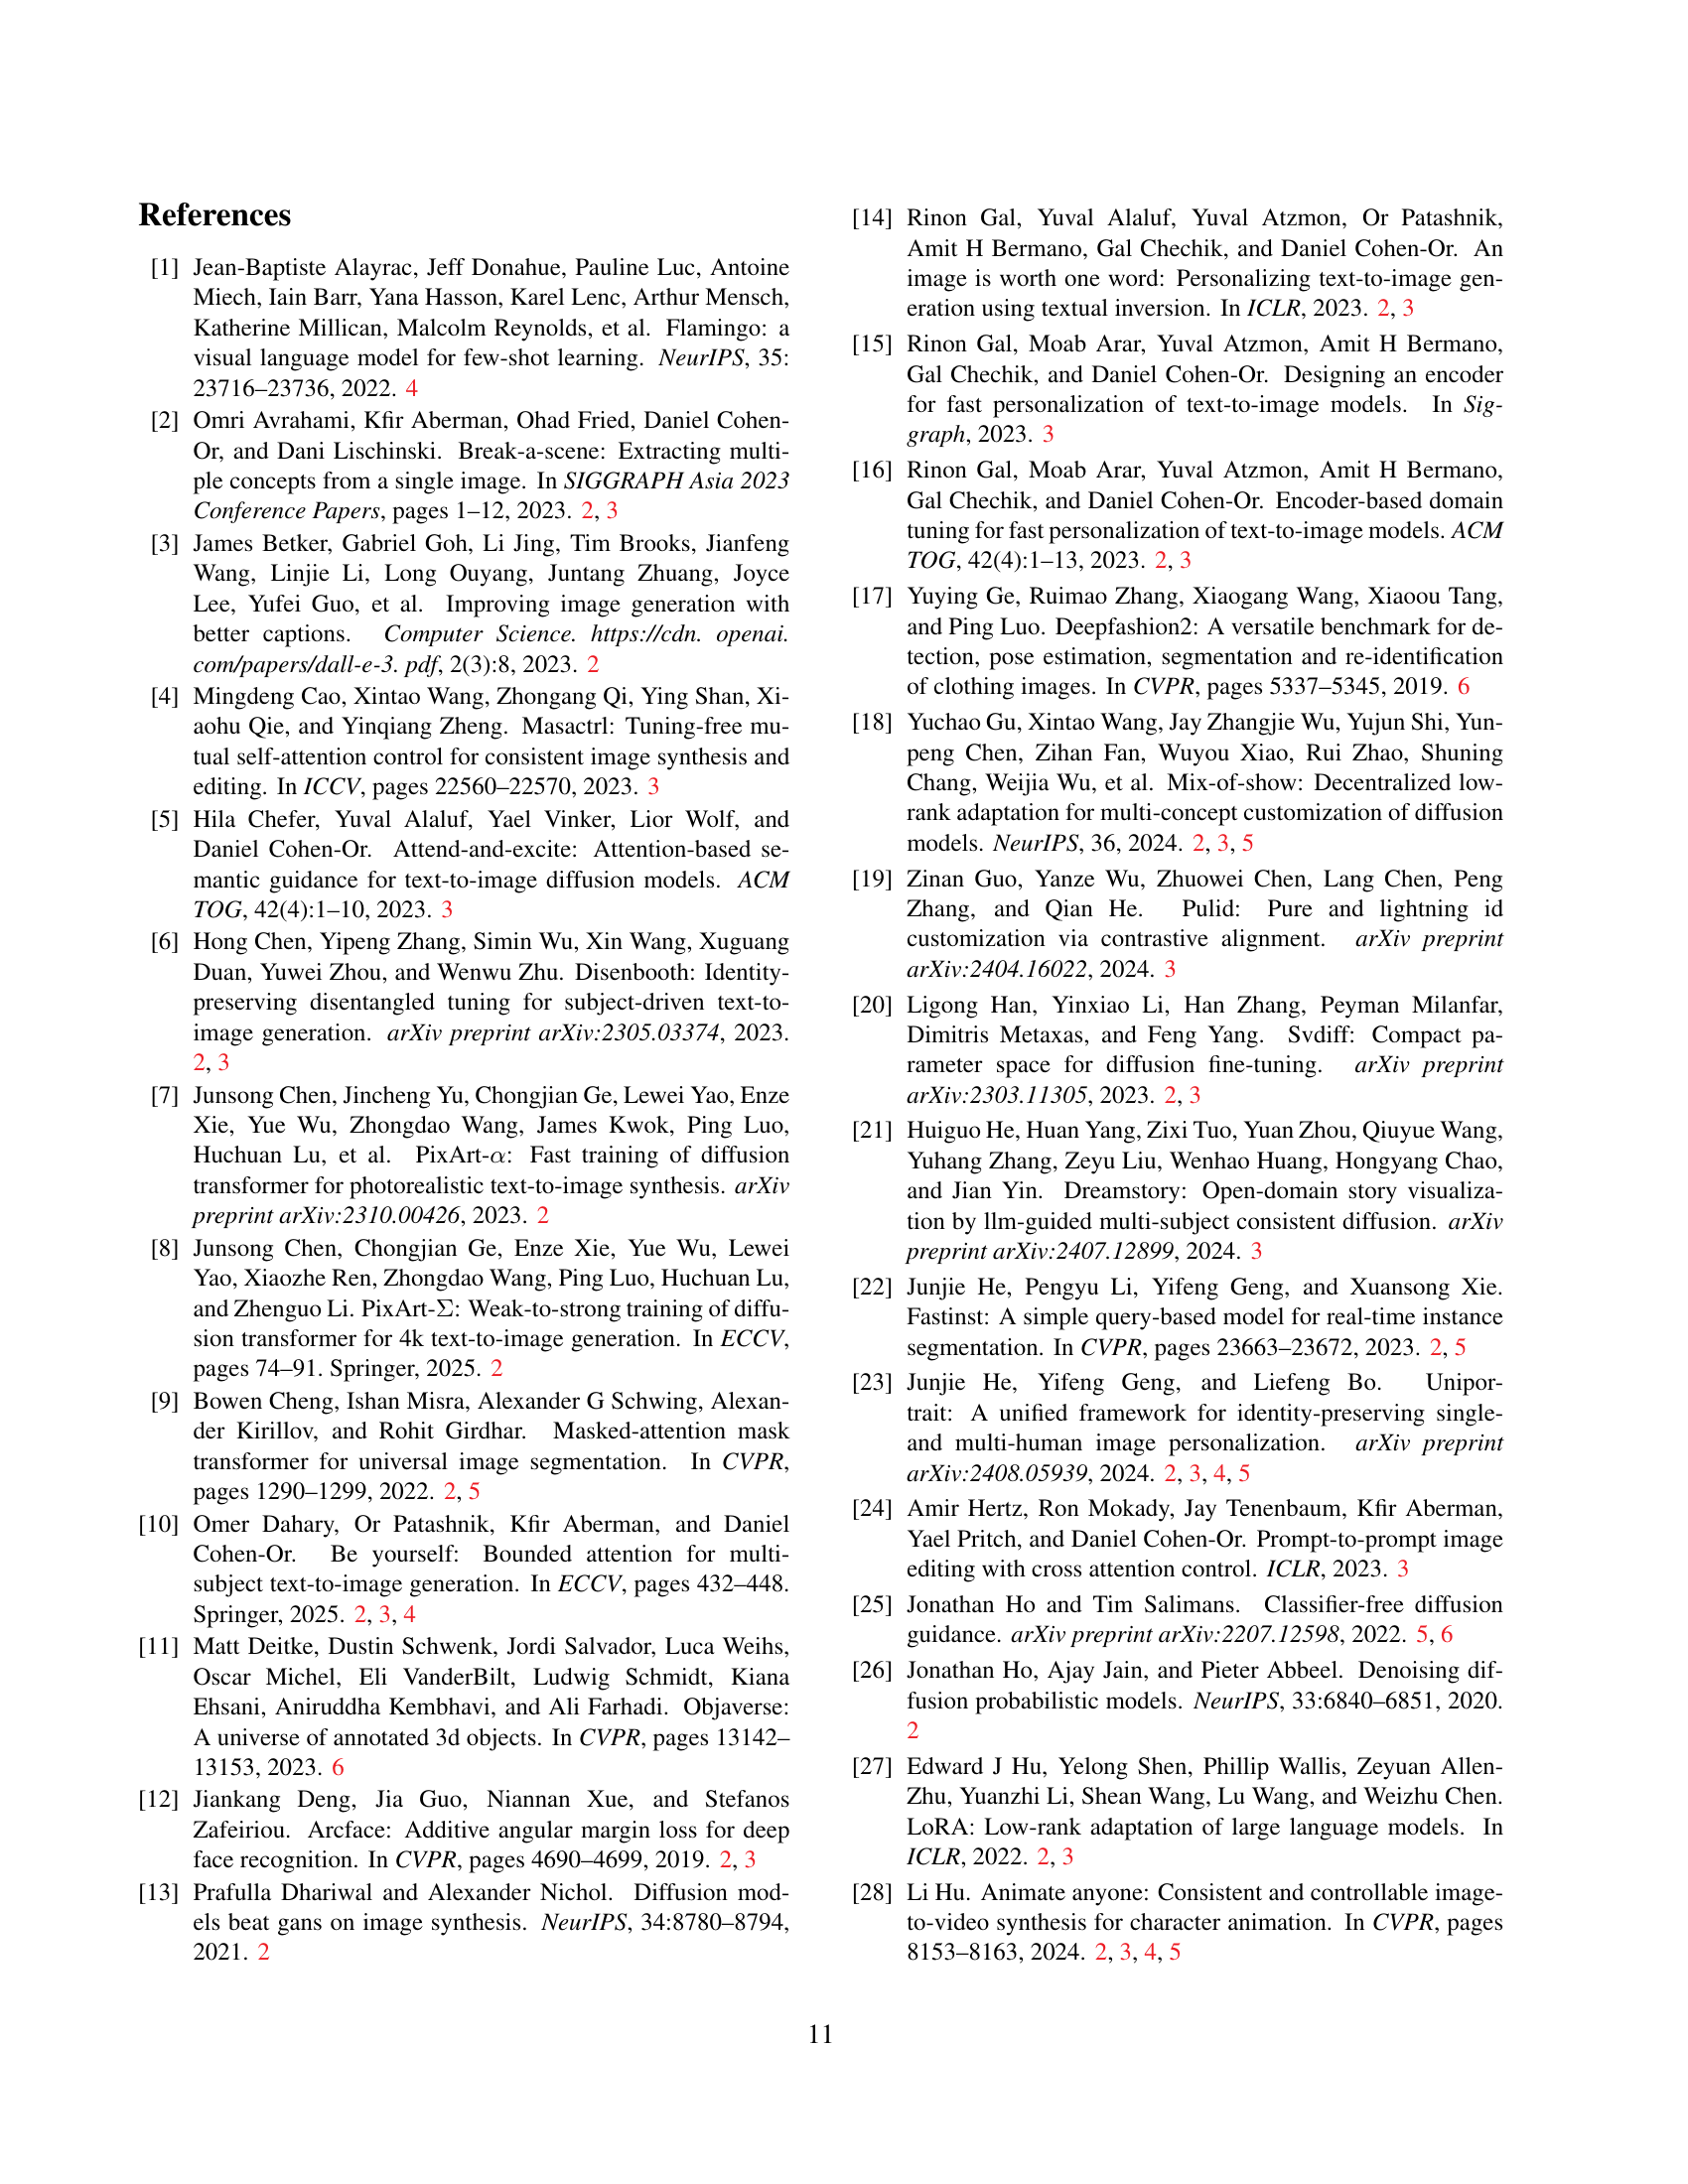 References
[1] Jean-Baptiste Alayrac, Jeff Donahue, Pauline Luc, Antoine
Miech, Iain Barr, Yana Hasson, Karel Lenc, Arthur Mensch,
Katherine Millican, Malcolm Reynolds, et al. Flamingo: a
visual language model for few-shot learning. NeurIPS, 35:
23716–23736, 2022. 4
[2] Omri Avrahami, Kfir Aberman, Ohad Fried, Daniel Cohen-
Or, and Dani Lischinski. Break-a-scene: Extracting multi-
ple concepts from a single image. In SIGGRAPH Asia 2023
Conference Papers, pages 1–12, 2023. 2, 3
[3] James Betker, Gabriel Goh, Li Jing, Tim Brooks, Jianfeng
Wang, Linjie Li, Long Ouyang, Juntang Zhuang, Joyce
Lee, Yufei Guo, et al. Improving image generation with
better captions. Computer Science. https://cdn. openai.
com/papers/dall-e-3. pdf, 2(3):8, 2023. 2
[4] Mingdeng Cao, Xintao Wang, Zhongang Qi, Ying Shan, Xi-
aohu Qie, and Yinqiang Zheng. Masactrl: Tuning-free mu-
tual self-attention control for consistent image synthesis and
editing. In ICCV, pages 22560–22570, 2023. 3
[5] Hila Chefer, Yuval Alaluf, Yael Vinker, Lior Wolf, and
Daniel Cohen-Or. Attend-and-excite: Attention-based se-
mantic guidance for text-to-image diffusion models. ACM
TOG, 42(4):1–10, 2023. 3
[6] Hong Chen, Yipeng Zhang, Simin Wu, Xin Wang, Xuguang
Duan, Yuwei Zhou, and Wenwu Zhu. Disenbooth: Identity-
preserving disentangled tuning for subject-driven text-to-
image generation. arXiv preprint arXiv:2305.03374, 2023.
2, 3
[7] Junsong Chen, Jincheng Yu, Chongjian Ge, Lewei Yao, Enze
Xie, Yue Wu, Zhongdao Wang, James Kwok, Ping Luo,
Huchuan Lu, et al. PixArt-α: Fast training of diffusion
transformer for photorealistic text-to-image synthesis. arXiv
preprint arXiv:2310.00426, 2023. 2
[8] Junsong Chen, Chongjian Ge, Enze Xie, Yue Wu, Lewei
Yao, Xiaozhe Ren, Zhongdao Wang, Ping Luo, Huchuan Lu,
and Zhenguo Li. PixArt-Σ: Weak-to-strong training of diffu-
sion transformer for 4k text-to-image generation. In ECCV,
pages 74–91. Springer, 2025. 2
[9] Bowen Cheng, Ishan Misra, Alexander G Schwing, Alexan-
der Kirillov, and Rohit Girdhar. Masked-attention mask
transformer for universal image segmentation. In CVPR,
pages 1290–1299, 2022. 2, 5
[10] Omer Dahary, Or Patashnik, Kfir Aberman, and Daniel
Cohen-Or. Be yourself: Bounded attention for multi-
subject text-to-image generation. In ECCV, pages 432–448.
Springer, 2025. 2, 3, 4
[11] Matt Deitke, Dustin Schwenk, Jordi Salvador, Luca Weihs,
Oscar Michel, Eli VanderBilt, Ludwig Schmidt, Kiana
Ehsani, Aniruddha Kembhavi, and Ali Farhadi. Objaverse:
A universe of annotated 3d objects. In CVPR, pages 13142–
13153, 2023. 6
[12] Jiankang Deng, Jia Guo, Niannan Xue, and Stefanos
Zafeiriou. Arcface: Additive angular margin loss for deep
face recognition. In CVPR, pages 4690–4699, 2019. 2, 3
[13] Prafulla Dhariwal and Alexander Nichol. Diffusion mod-
els beat gans on image synthesis. NeurIPS, 34:8780–8794,
2021. 2
[14] Rinon Gal, Yuval Alaluf, Yuval Atzmon, Or Patashnik,
Amit H Bermano, Gal Chechik, and Daniel Cohen-Or. An
image is worth one word: Personalizing text-to-image gen-
eration using textual inversion. In ICLR, 2023. 2, 3
[15] Rinon Gal, Moab Arar, Yuval Atzmon, Amit H Bermano,
Gal Chechik, and Daniel Cohen-Or. Designing an encoder
for fast personalization of text-to-image models. In Sig-
graph, 2023. 3
[16] Rinon Gal, Moab Arar, Yuval Atzmon, Amit H Bermano,
Gal Chechik, and Daniel Cohen-Or. Encoder-based domain
tuning for fast personalization of text-to-image models. ACM
TOG, 42(4):1–13, 2023. 2, 3
[17] Yuying Ge, Ruimao Zhang, Xiaogang Wang, Xiaoou Tang,
and Ping Luo. Deepfashion2: A versatile benchmark for de-
tection, pose estimation, segmentation and re-identification
of clothing images. In CVPR, pages 5337–5345, 2019. 6
[18] Yuchao Gu, Xintao Wang, Jay Zhangjie Wu, Yujun Shi, Yun-
peng Chen, Zihan Fan, Wuyou Xiao, Rui Zhao, Shuning
Chang, Weijia Wu, et al. Mix-of-show: Decentralized low-
rank adaptation for multi-concept customization of diffusion
models. NeurIPS, 36, 2024. 2, 3, 5
[19] Zinan Guo, Yanze Wu, Zhuowei Chen, Lang Chen, Peng
Zhang, and Qian He. Pulid: Pure and lightning id
customization via contrastive alignment. arXiv preprint
arXiv:2404.16022, 2024. 3
[20] Ligong Han, Yinxiao Li, Han Zhang, Peyman Milanfar,
Dimitris Metaxas, and Feng Yang. Svdiff: Compact pa-
rameter space for diffusion fine-tuning. arXiv preprint
arXiv:2303.11305, 2023. 2, 3
[21] Huiguo He, Huan Yang, Zixi Tuo, Yuan Zhou, Qiuyue Wang,
Yuhang Zhang, Zeyu Liu, Wenhao Huang, Hongyang Chao,
and Jian Yin. Dreamstory: Open-domain story visualiza-
tion by llm-guided multi-subject consistent diffusion. arXiv
preprint arXiv:2407.12899, 2024. 3
[22] Junjie He, Pengyu Li, Yifeng Geng, and Xuansong Xie.
Fastinst: A simple query-based model for real-time instance
segmentation. In CVPR, pages 23663–23672, 2023. 2, 5
[23] Junjie He, Yifeng Geng, and Liefeng Bo. Unipor-
trait: A unified framework for identity-preserving single-
and multi-human image personalization. arXiv preprint
arXiv:2408.05939, 2024. 2, 3, 4, 5
[24] Amir Hertz, Ron Mokady, Jay Tenenbaum, Kfir Aberman,
Yael Pritch, and Daniel Cohen-Or. Prompt-to-prompt image
editing with cross attention control. ICLR, 2023. 3
[25] Jonathan Ho and Tim Salimans. Classifier-free diffusion
guidance. arXiv preprint arXiv:2207.12598, 2022. 5, 6
[26] Jonathan Ho, Ajay Jain, and Pieter Abbeel. Denoising dif-
fusion probabilistic models. NeurIPS, 33:6840–6851, 2020.
2
[27] Edward J Hu, Yelong Shen, Phillip Wallis, Zeyuan Allen-
Zhu, Yuanzhi Li, Shean Wang, Lu Wang, and Weizhu Chen.
LoRA: Low-rank adaptation of large language models. In
ICLR, 2022. 2, 3
[28] Li Hu. Animate anyone: Consistent and controllable image-
to-video synthesis for character animation. In CVPR, pages
8153–8163, 2024. 2, 3, 4, 5
11